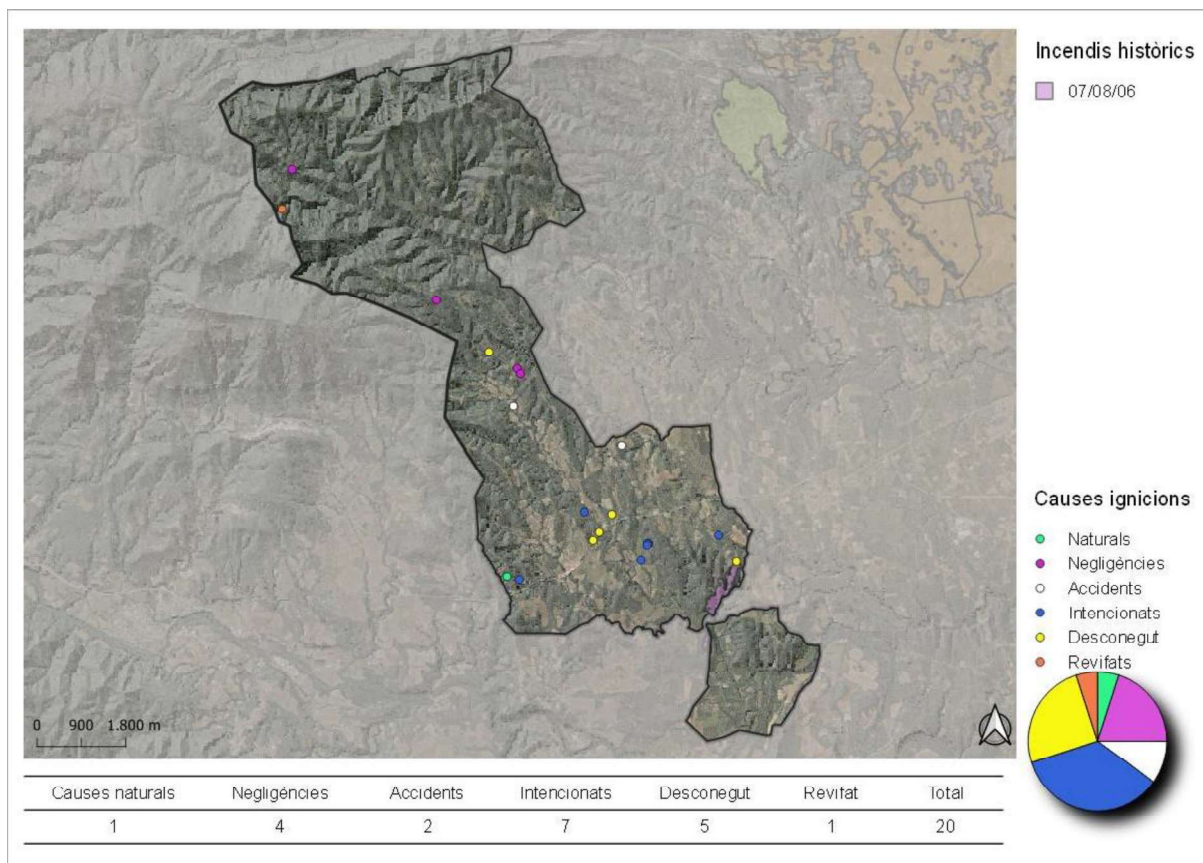 Incendis històrics
07/08/06
Causes ignicions
Naturals
Negligències
Accidents
Intencionats
Desconegut
Revifats
0 900 1.800 m
Causes naturals Negligéncies Accidents Intencionats Desconegut Revifat Total
1 4 2 7 5 1 20